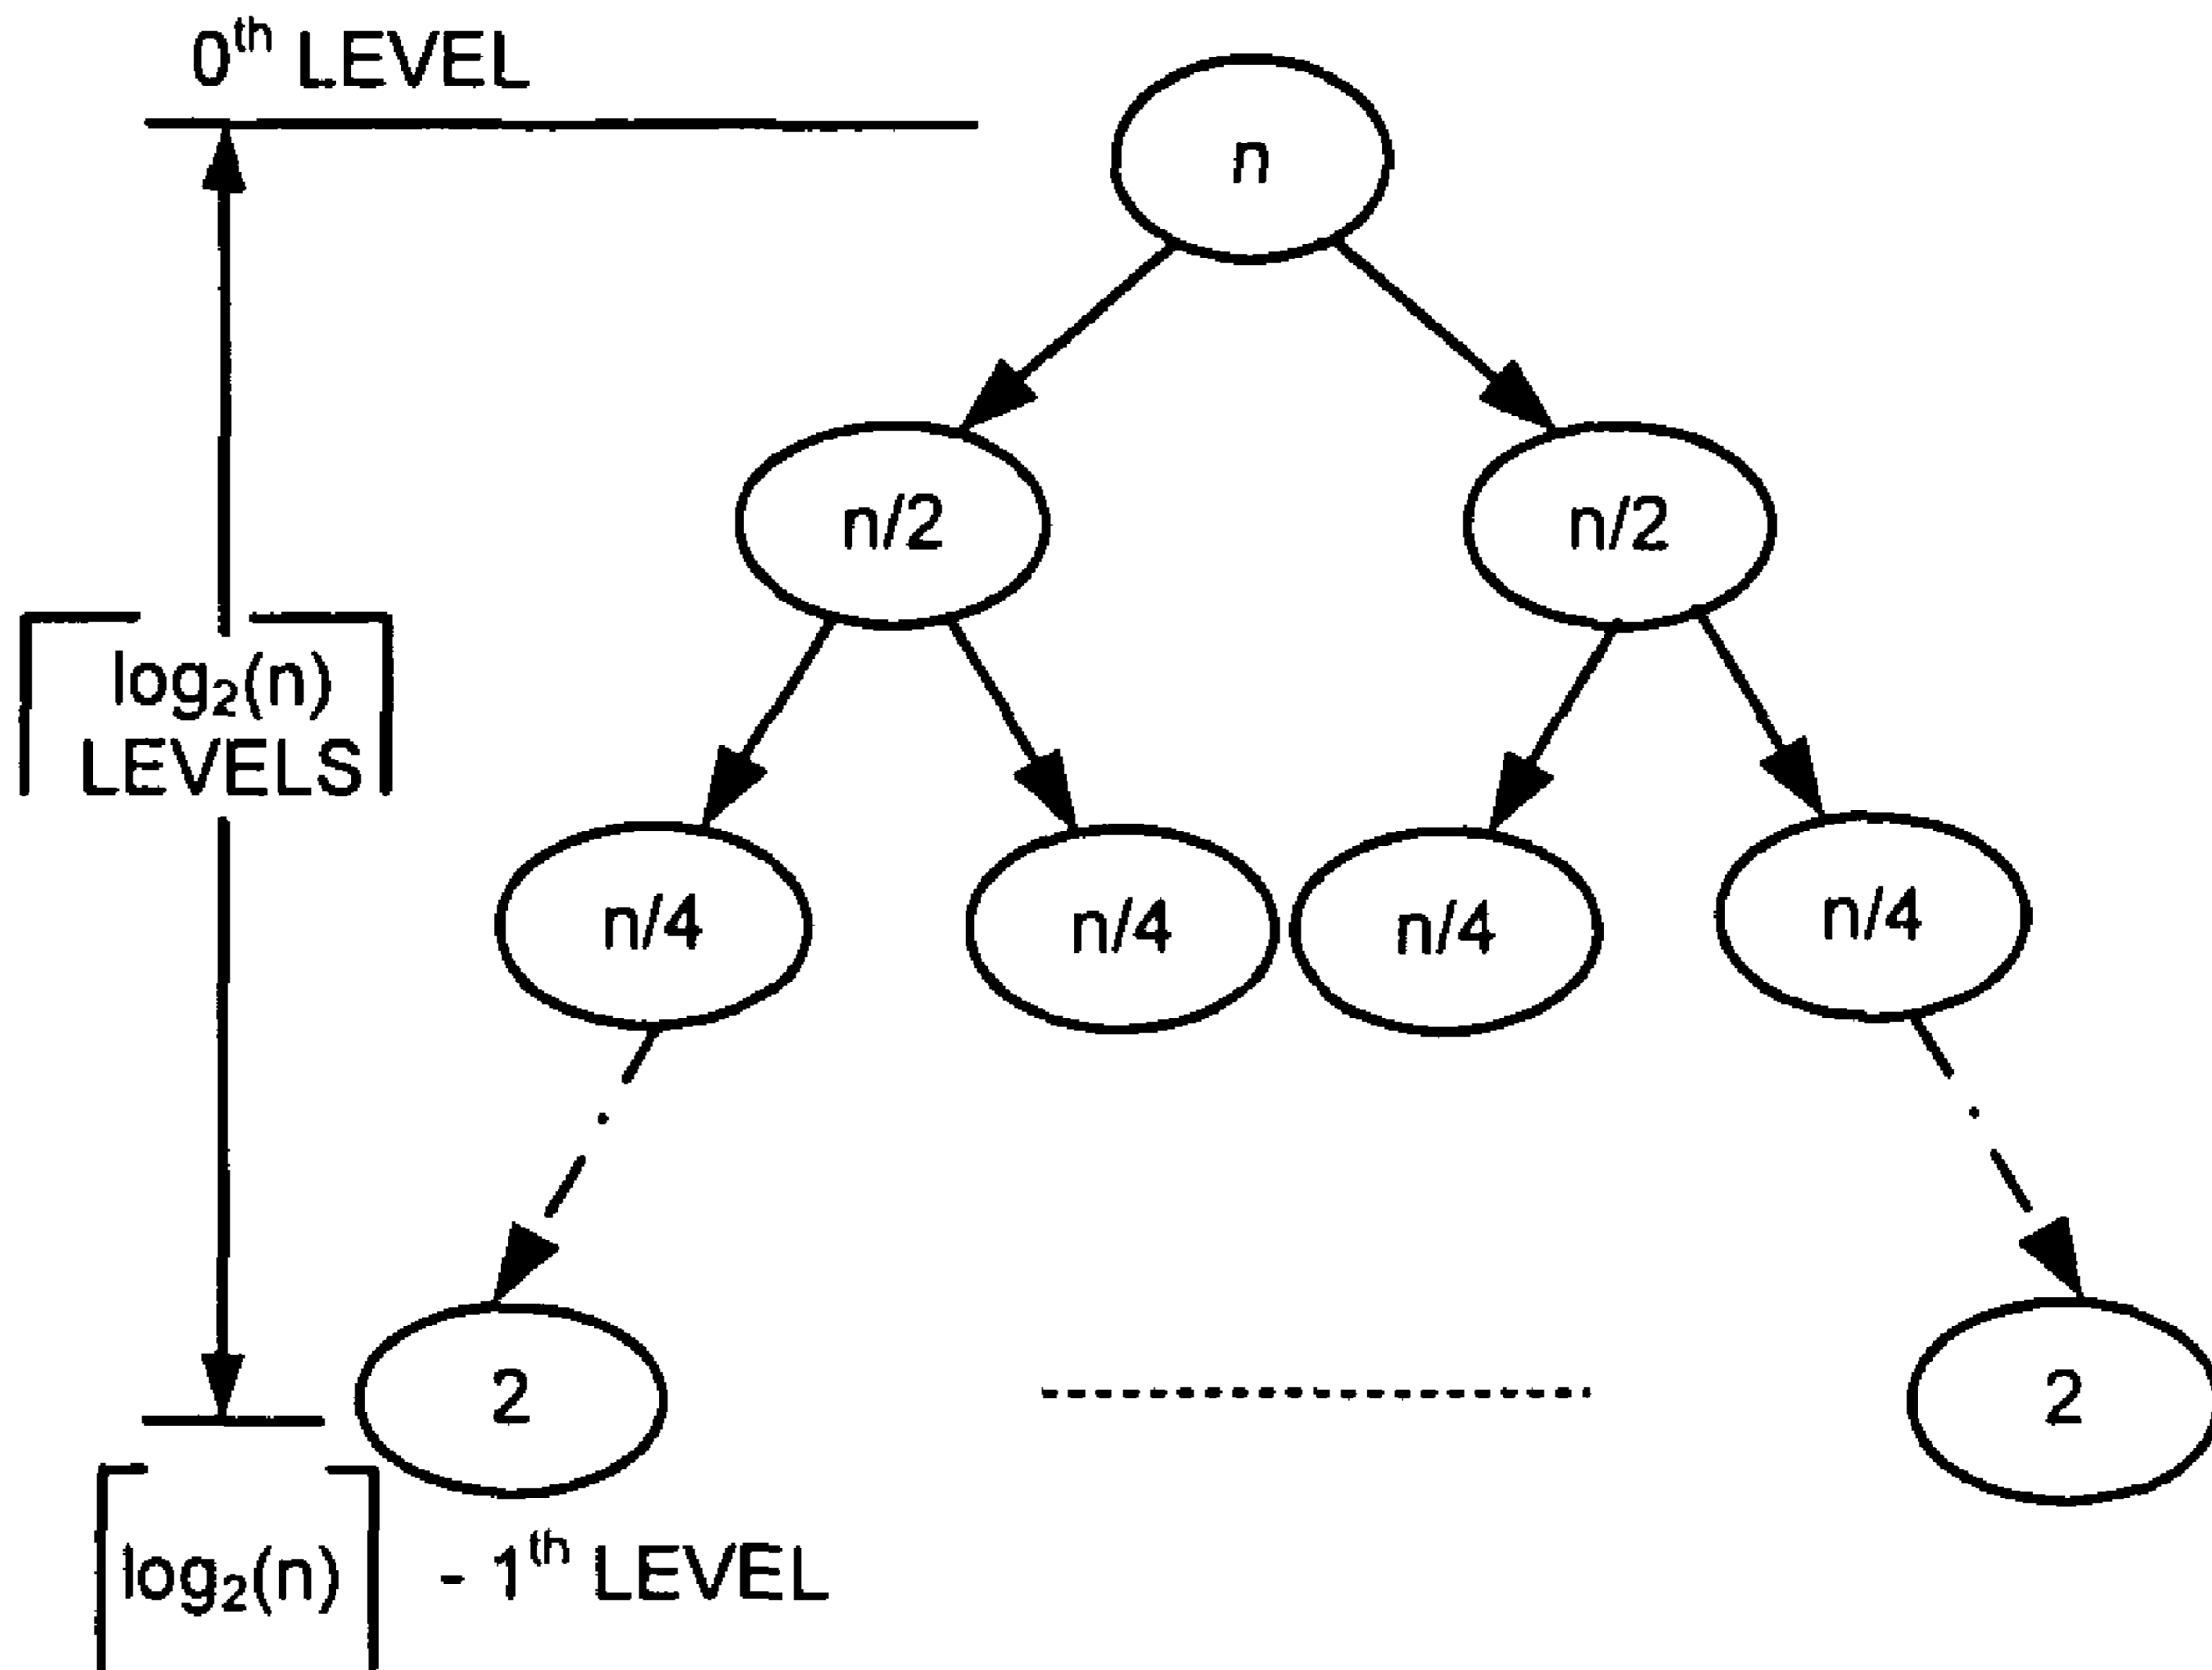 0th LEVEL
n
n/2 n/2
⌈log₂(n)
LEVELS⌉
n/4 n/4 n/4 n/4
2 2
⌈log₂(n)⌉ - 1th LEVEL